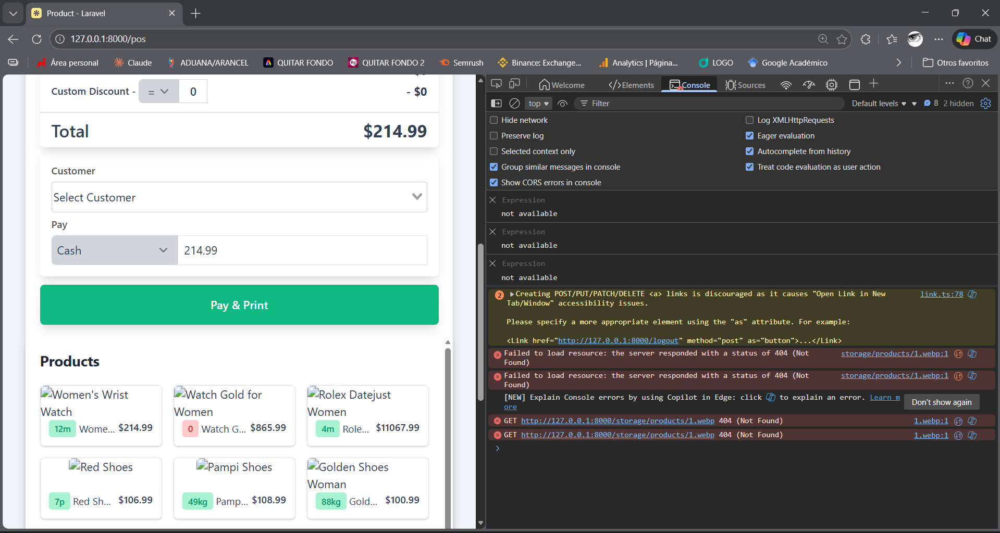 Product - Laravel
127.0.0.1:8000/pos
Chat
Área personal
Claude
ADUANA/ARANCEL
QUITAR FONDO
Bg
QUITAR FONDO 2
Semrush
Binance: Exchange...
Analytics | Página...
LOGO
Google Académico
Otros favoritos
Custom Discount -
=
0
- $0
Total
$214.99
Customer
Select Customer
Pay
Cash
214.99
Pay & Print
Products
Women's Wrist
Watch
12m Wome... $214.99
Watch Gold for
Women
0 Watch G... $865.99
Rolex Datejust
Women
4m Role... $11067.99
Red Shoes
7p Red Sh... $106.99
Pampi Shoes
49kg Pamp... $108.99
Golden Shoes
Woman
88kg Gold... $100.99
Welcome
Elements
Console
Sources
top
Filter
Default levels
8
2 hidden
Hide network
Log XMLHttpRequests
Preserve log
Eager evaluation
Selected context only
Autocomplete from history
Group similar messages in console
Treat code evaluation as user action
Show CORS errors in console
Expression
not available
Expression
not available
Expression
not available
2 Creating POST/PUT/PATCH/DELETE <a> links is discouraged as it causes "Open Link in New link.ts:78
Tab/Window" accessibility issues.
Please specify a more appropriate element using the "as" attribute. For example:
<Link href="http://127.0.0.1:8000/logout" method="post" as="button">...</Link>
Failed to load resource: the server responded with a status of 404 (Not storage/products/1.webp:1
Found)
Failed to load resource: the server responded with a status of 404 (Not storage/products/1.webp:1
Found)
[NEW] Explain Console errors by using Copilot in Edge: click to explain an error. Learn m
ore
Don't show again
GET http://127.0.0.1:8000/storage/products/1.webp 404 (Not Found) 1.webp:1
GET http://127.0.0.1:8000/storage/products/1.webp 404 (Not Found) 1.webp:1